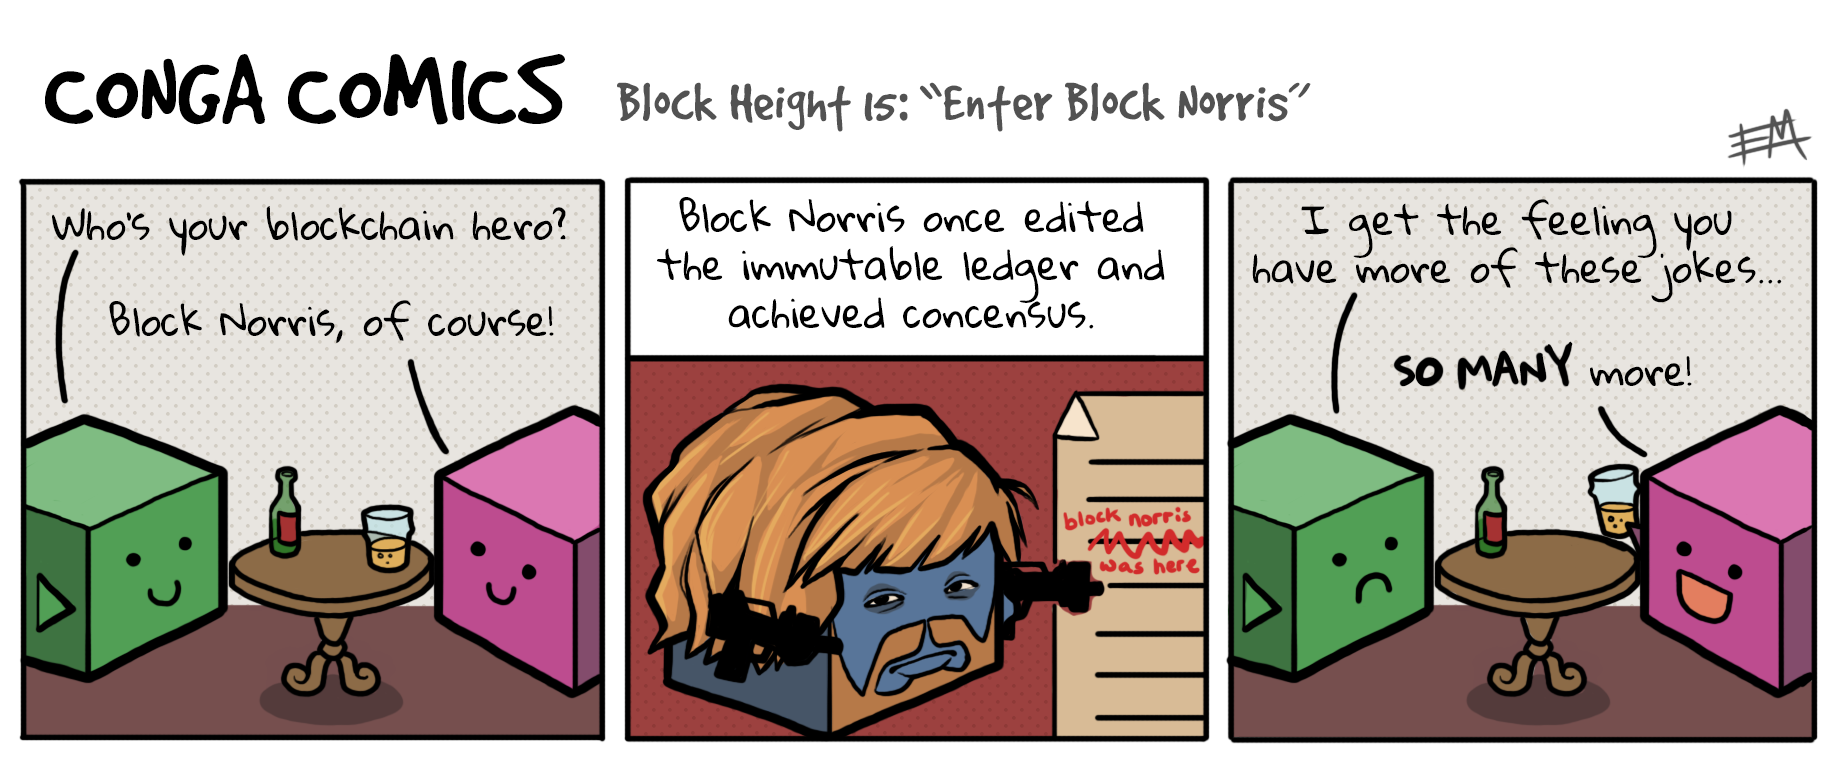 CONGA COMICS
Block Height 15: "Enter Block Norris"
EM
Who's your blockchain hero?
Block Norris, of course!
Block Norris once edited
the immutable ledger and
achieved concensus.
block norris
was here
I get the feeling you
have more of these jokes...
SO MANY more!